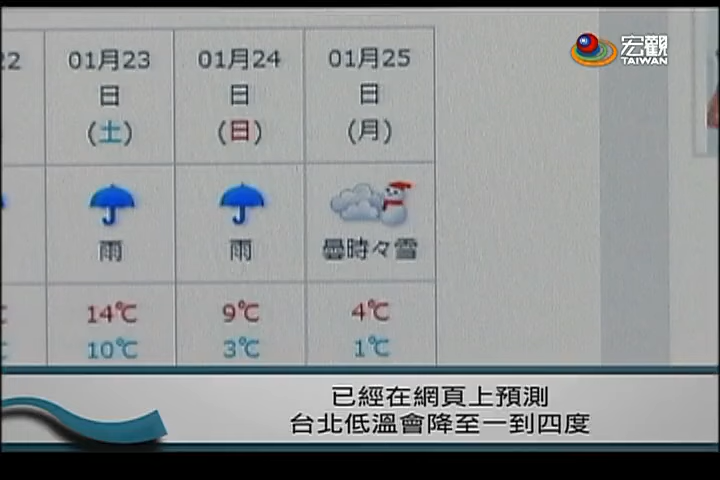 宏觀
TAIWAN
22
01月23
日
(土)
01月24
日
(日)
01月25
日
(月)
雨
雨
曇時々雪
℃
14℃
9℃
4℃
℃
10℃
3℃
1℃
已經在網頁上預測
台北低溫會降至一到四度